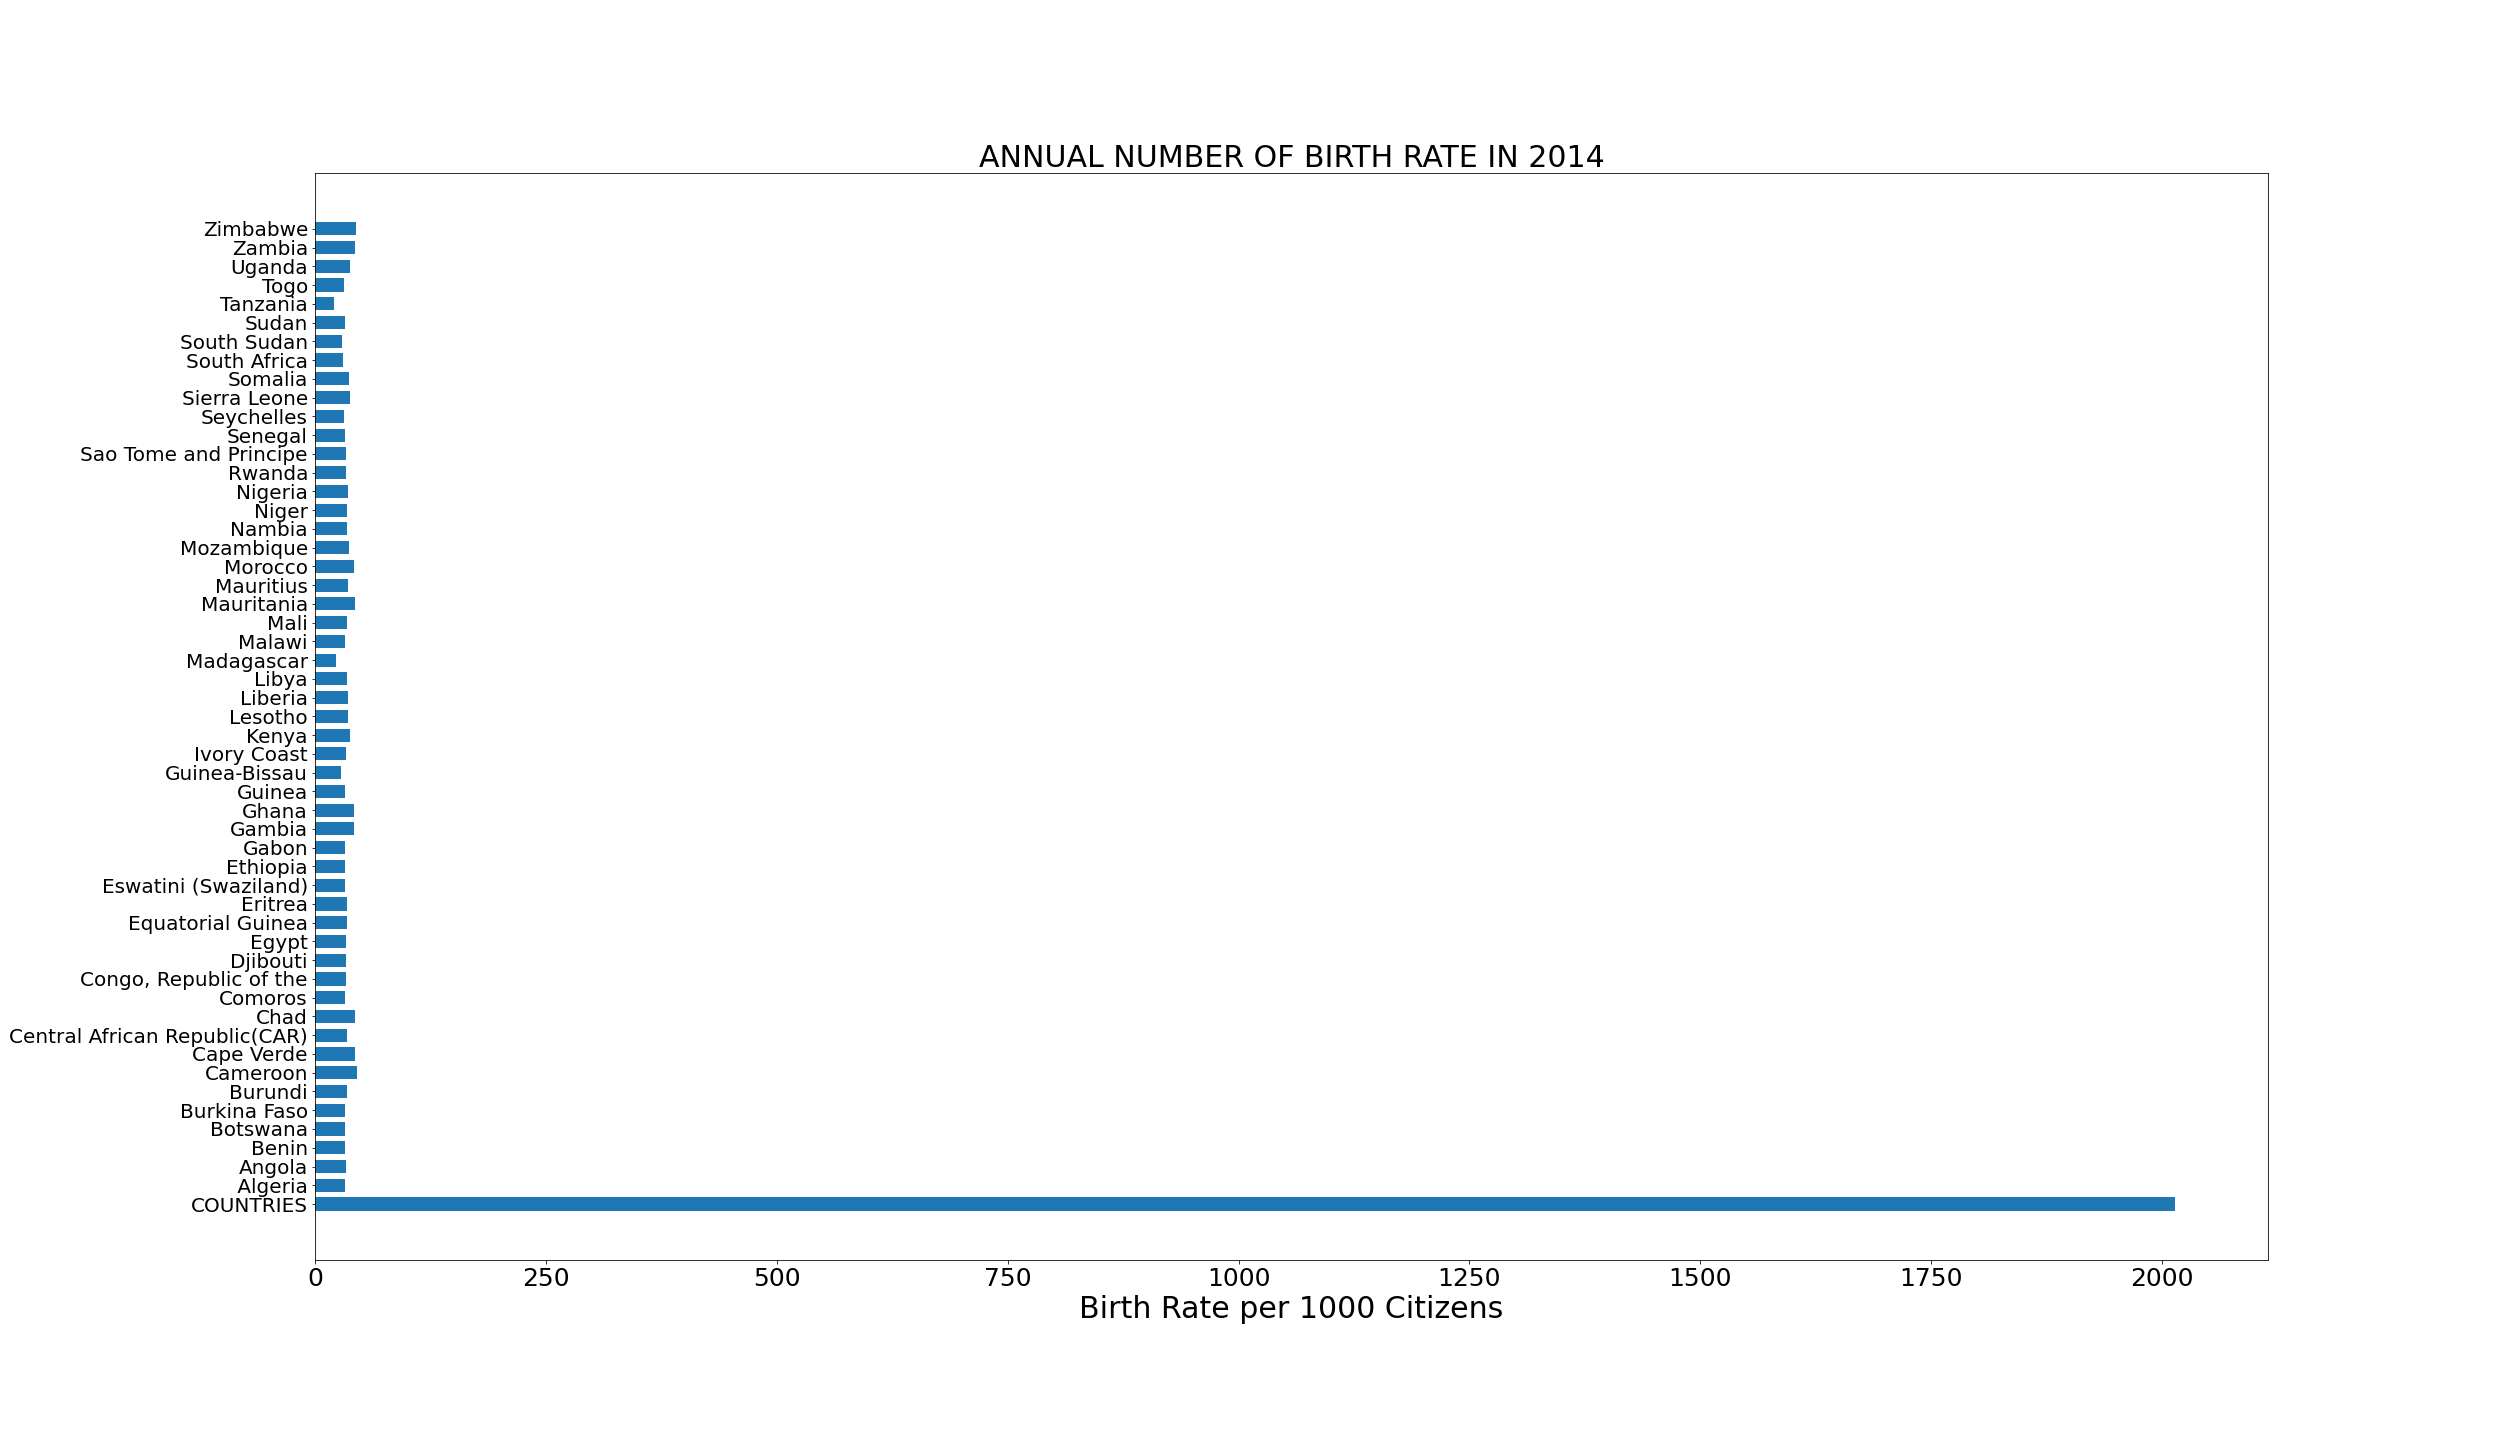 ANNUAL NUMBER OF BIRTH RATE IN 2014
Zimbabwe
Zambia
Uganda
Togo
Tanzania
Sudan
South Sudan
South Africa
Somalia
Sierra Leone
Seychelles
Senegal
Sao Tome and Principe
Rwanda
Nigeria
Niger
Nambia
Mozambique
Morocco
Mauritius
Mauritania
Mali
Malawi
Madagascar
Libya
Liberia
Lesotho
Kenya
Ivory Coast
Guinea-Bissau
Guinea
Ghana
Gambia
Gabon
Ethiopia
Eswatini (Swaziland)
Eritrea
Equatorial Guinea
Egypt
Djibouti
Congo, Republic of the
Comoros
Chad
Central African Republic(CAR)
Cape Verde
Cameroon
Burundi
Burkina Faso
Botswana
Benin
Angola
Algeria
COUNTRIES
0 250 500 750 1000 1250 1500 1750 2000
Birth Rate per 1000 Citizens